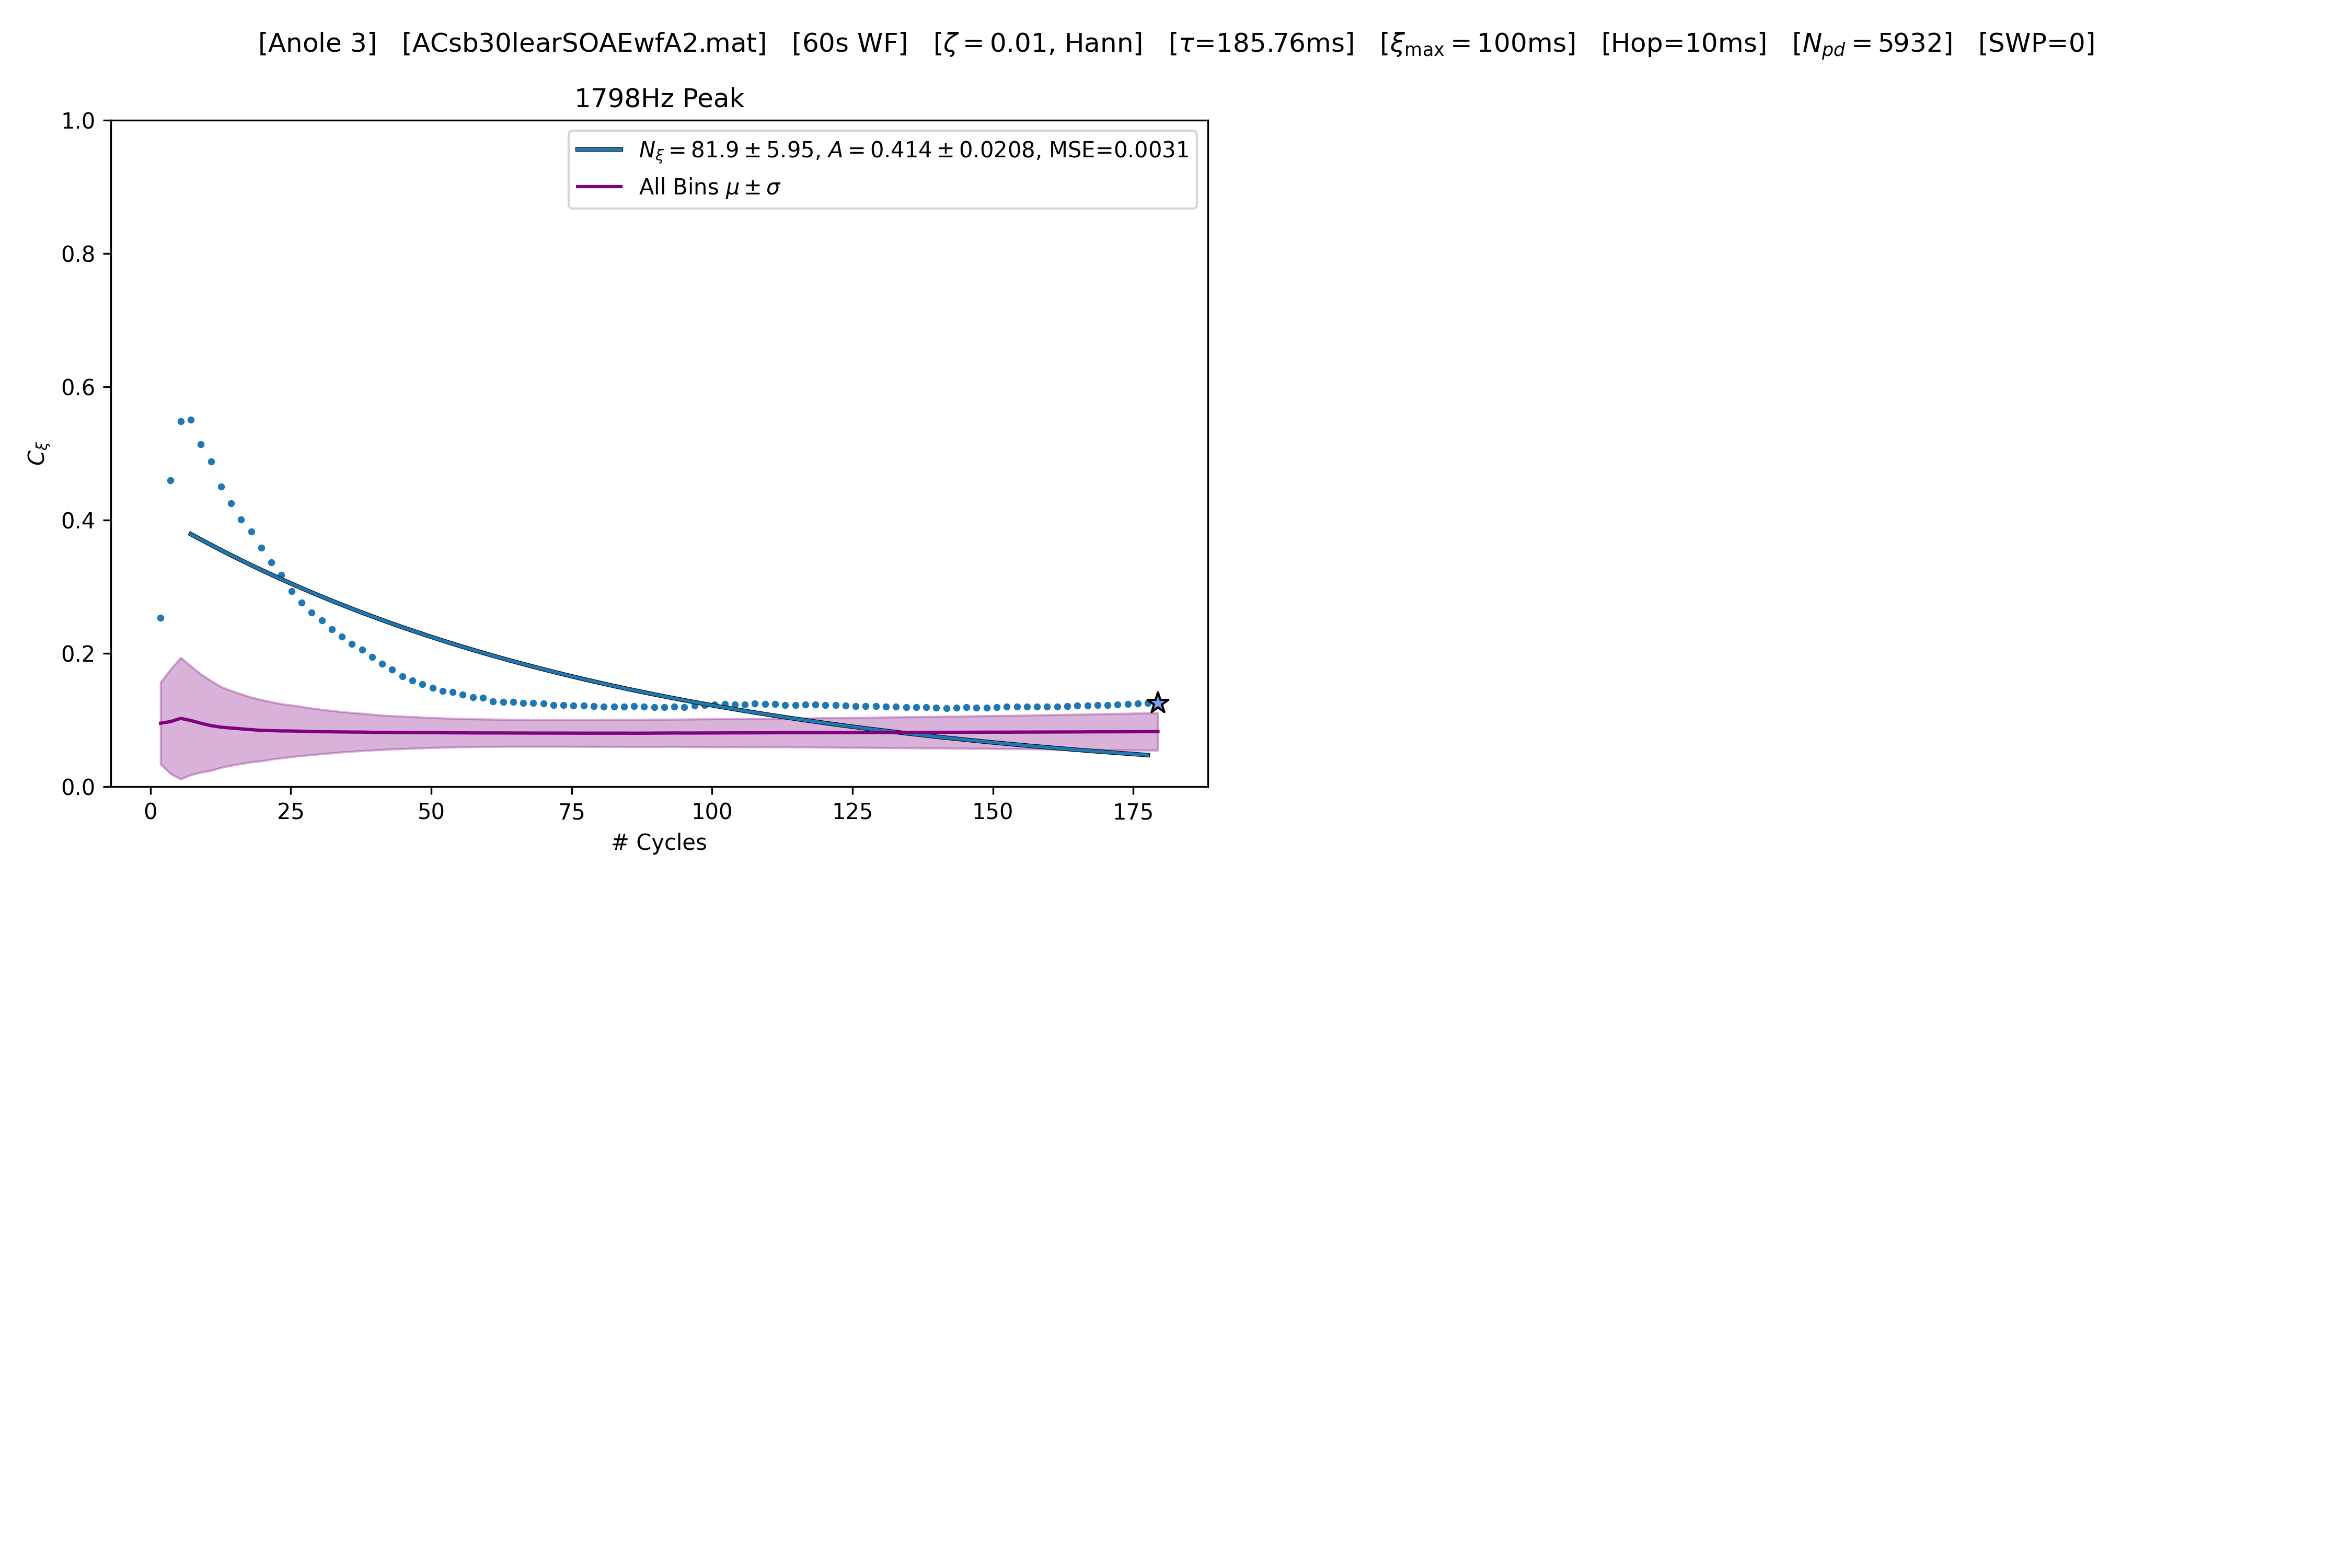 [Anole 3]   [ACsb30learSOAEwfA2.mat]   [60s WF]   [ζ = 0.01, Hann]   [τ=185.76ms]   [ξmax = 100ms]   [Hop=10ms]   [Npd = 5932]   [SWP=0]
1798Hz Peak
Nξ = 81.9 ± 5.95, A = 0.414 ± 0.0208, MSE=0.0031
All Bins μ ± σ
1.0
0.8
0.6
0.4
0.2
0.0
Cξ
0 25 50 75 100 125 150 175
# Cycles